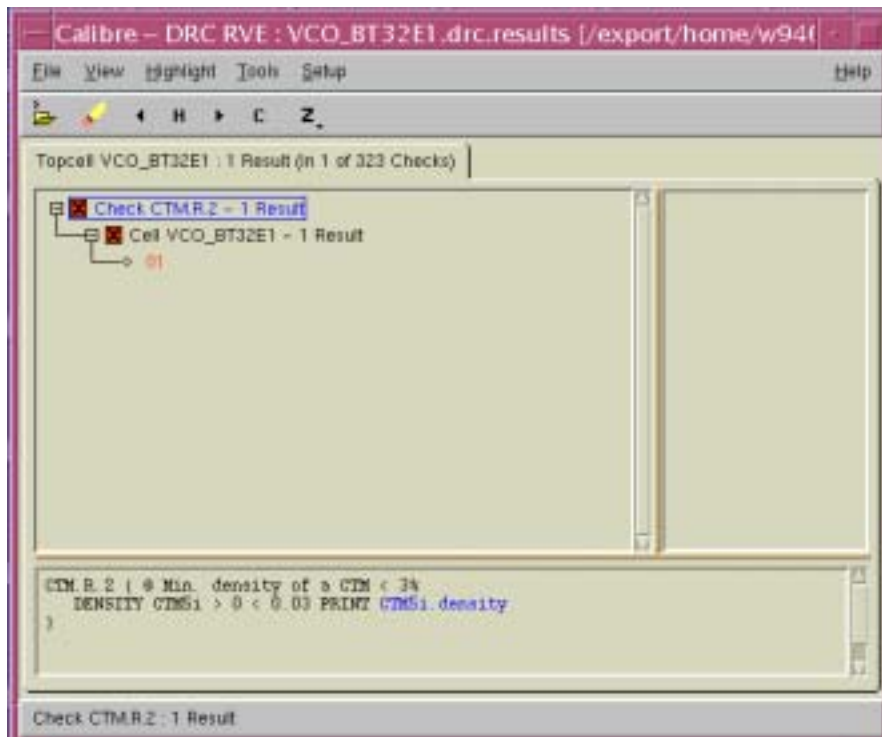 Calibre – DRC RVE : VCO_BT32E1.drc.results [/export/home/w94
File View Highlight Tools Setup Help
H C Z
Topcell VCO_BT32E1 : 1 Result (in 1 of 323 Checks)
Check CTM.R.2 – 1 Result
Cell VCO_BT32E1 – 1 Result
01
CTM.R.2 { @ Min. density of a CTM < 3%
DENSITY CTM5i > 0 < 0.03 PRINT CTM5i.density
}
Check CTM.R.2 : 1 Result